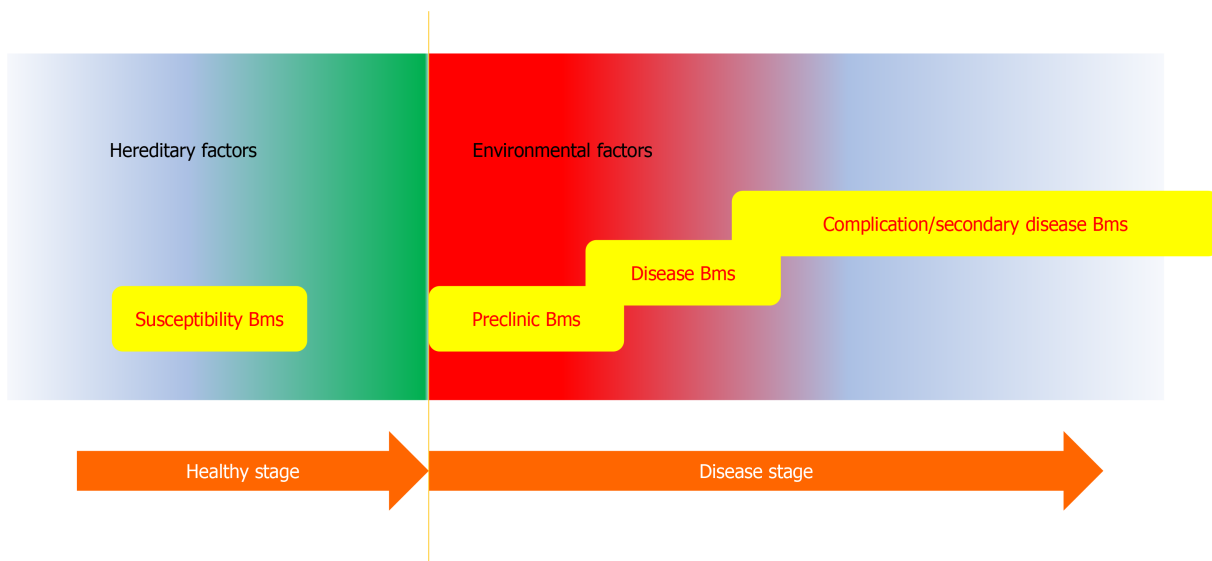 Hereditary factors
Environmental factors
Complication/secondary disease Bms
Disease Bms
Susceptibility Bms
Preclinic Bms
Healthy stage
Disease stage